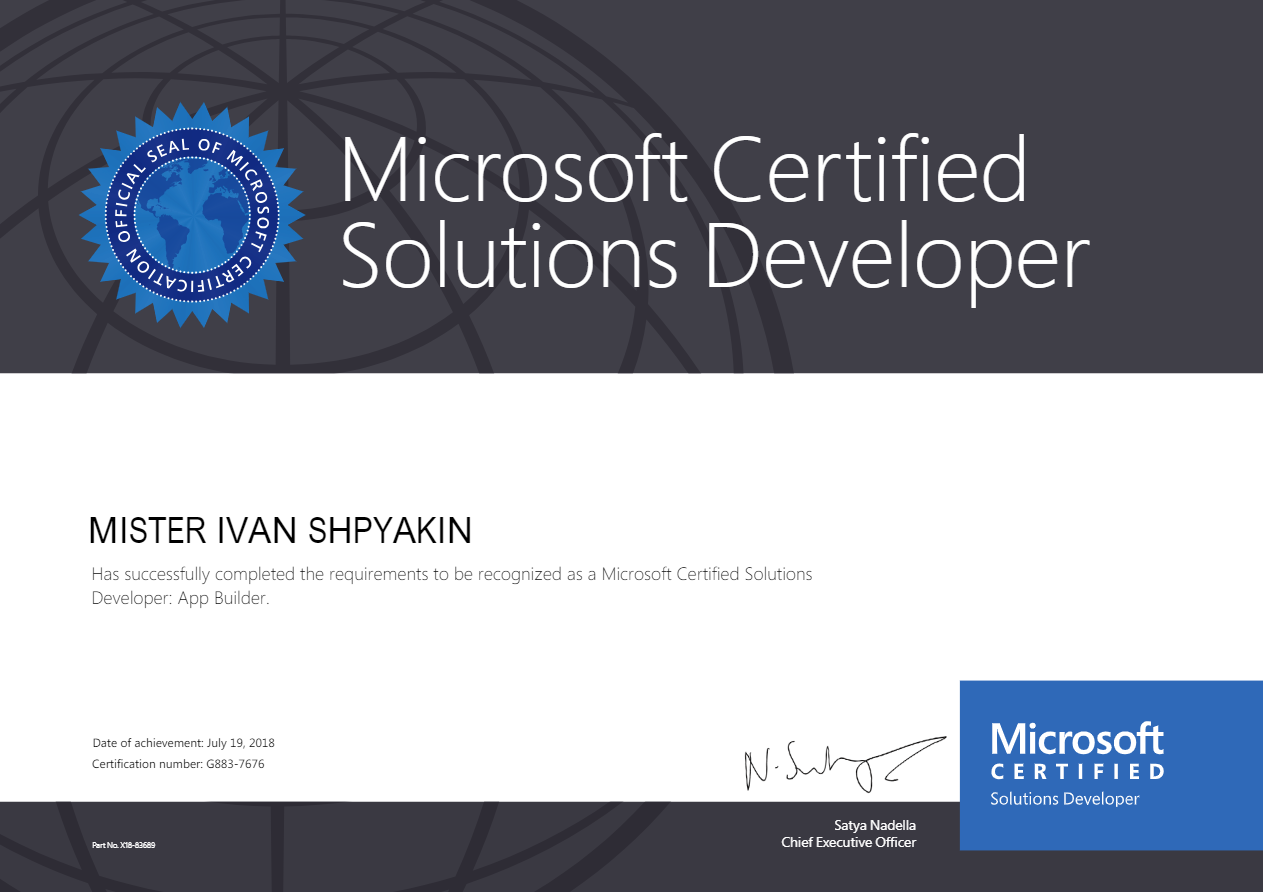 OFFICIAL SEAL OF MICROSOFT CERTIFICATION
Microsoft Certified
Solutions Developer
MISTER IVAN SHPYAKIN
Has successfully completed the requirements to be recognized as a Microsoft Certified Solutions
Developer: App Builder.
Date of achievement: July 19, 2018
Certification number: G883-7676
N. Satya
Microsoft
CERTIFIED
Solutions Developer
Satya Nadella
Chief Executive Officer
Part No. X18-83689